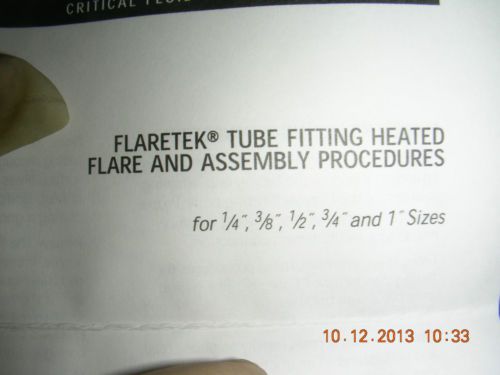 CRITICAL
FLARETEK® TUBE FITTING HEATED
FLARE AND ASSEMBLY PROCEDURES
for 1/4″, 3/8″, 1/2″, 3/4″ and 1″ Sizes
10.12.2013 10:33